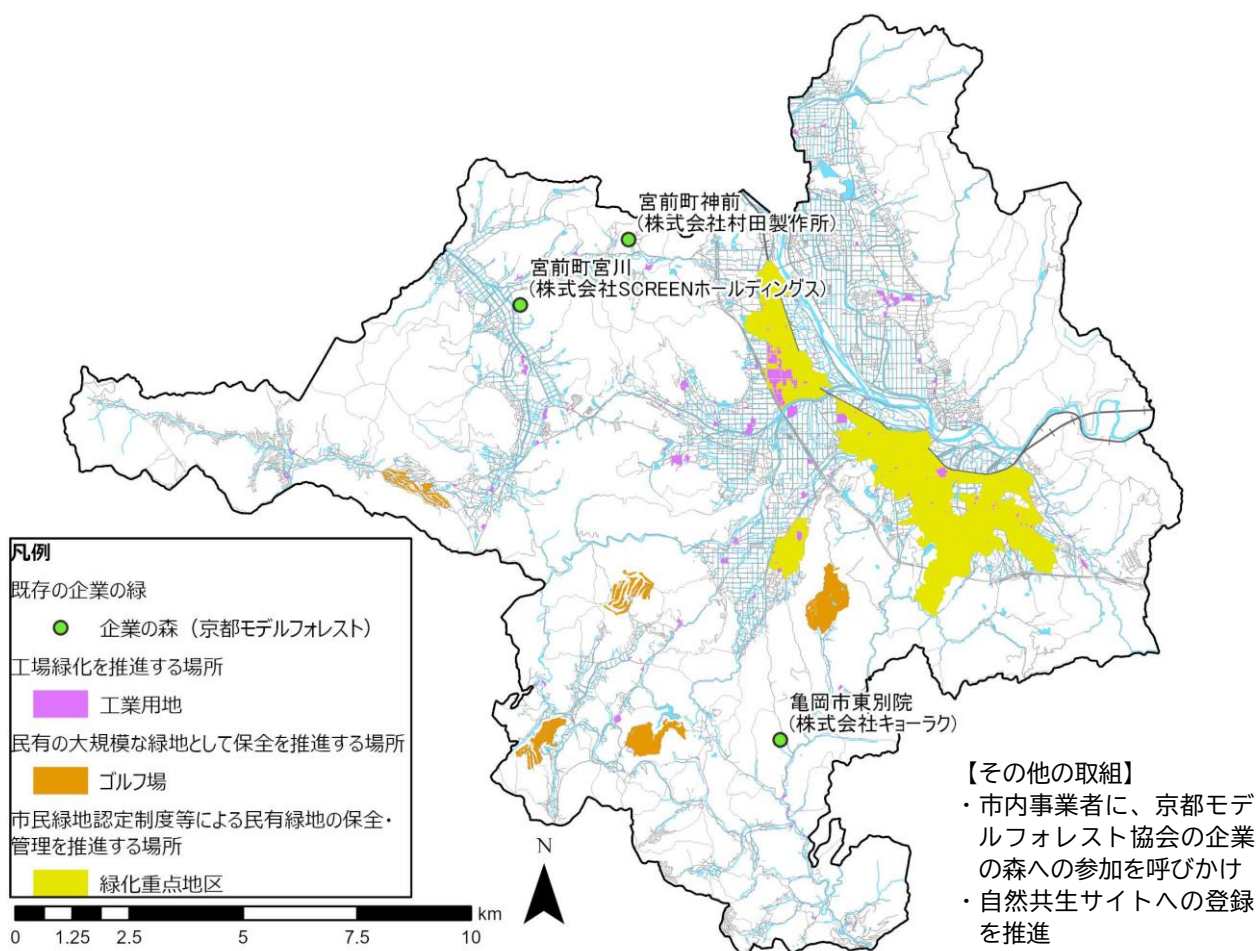 宮前町神前
(株式会社村田製作所)
宮前町宮川
(株式会社SCREENホールディングス)
亀岡市東別院
(株式会社キョーラク)
凡例
既存の企業の緑
企業の森（京都モデルフォレスト）
工場緑化を推進する場所
工業用地
民有の大規模な緑地として保全を推進する場所
ゴルフ場
市民緑地認定制度等による民有緑地の保全・
管理を推進する場所
緑化重点地区
N
km
0 1.25 2.5 5 7.5 10
【その他の取組】
・市内事業者に、京都モデ
ルフォレスト協会の企業
の森への参加を呼びかけ
・自然共生サイトへの登録
を推進